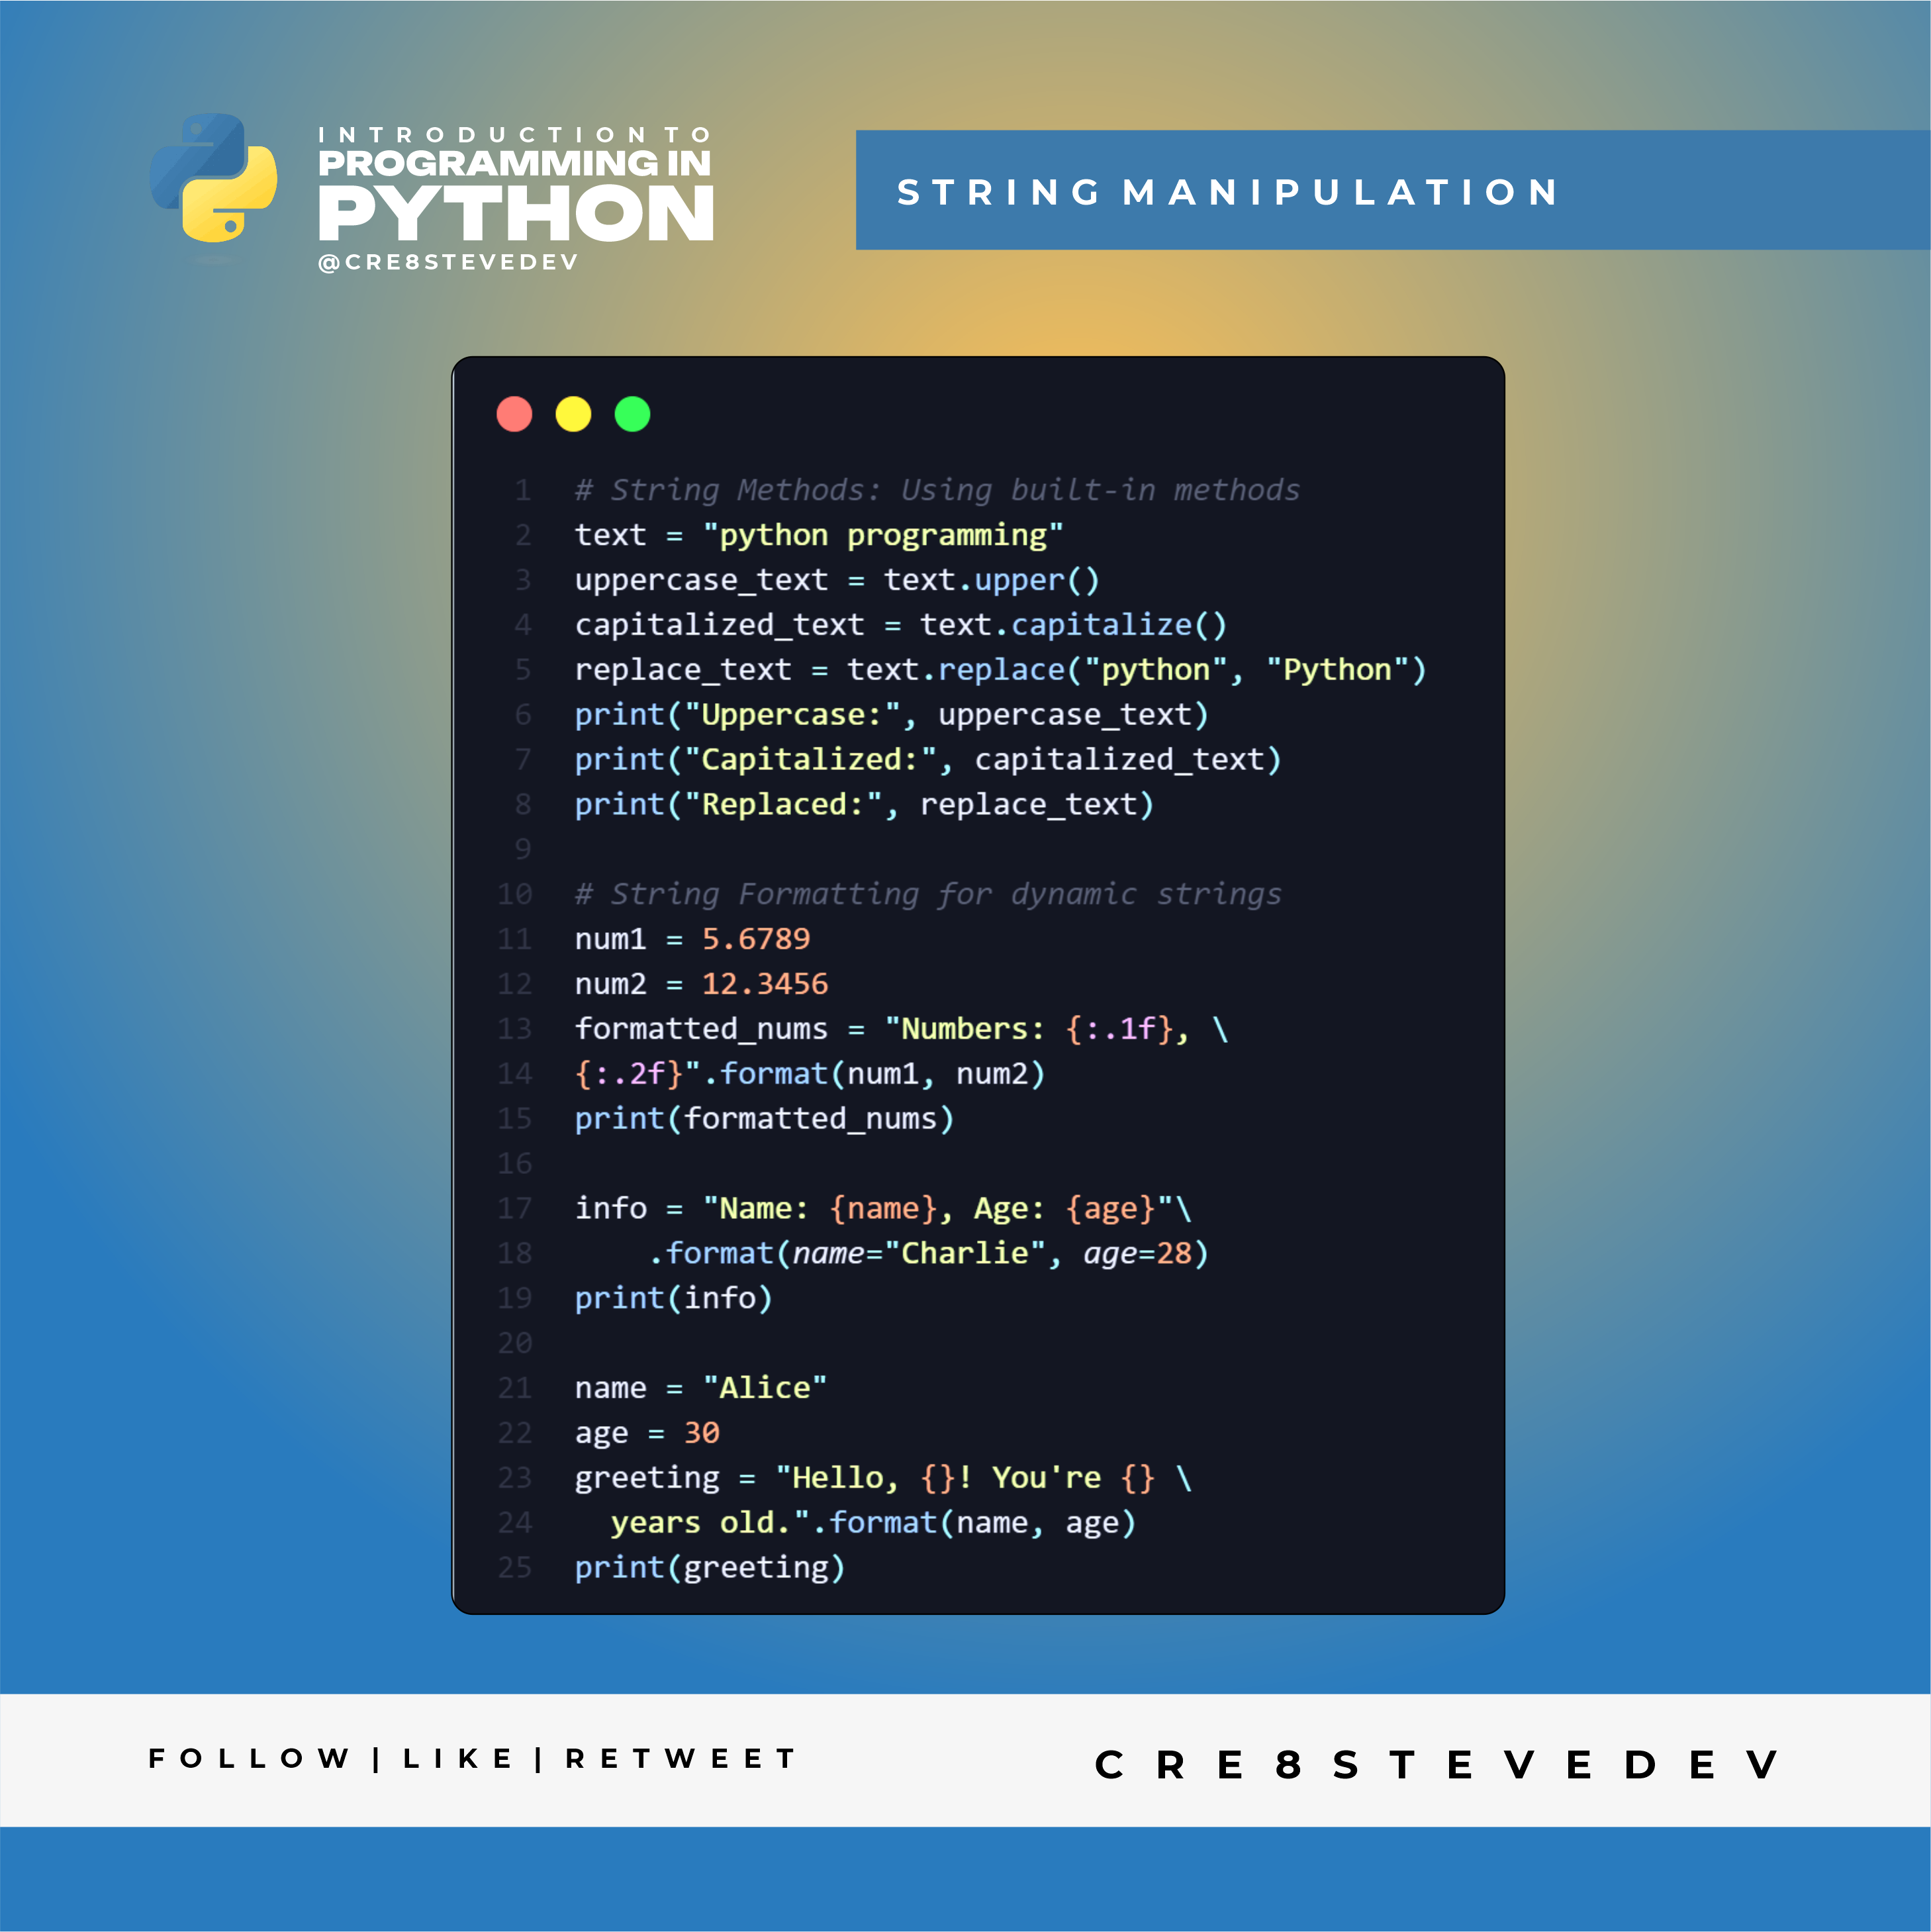 INTRODUCTION TO
PROGRAMMING IN
PYTHON
@CRE8STEVEDEV
STRING MANIPULATION
1 # String Methods: Using built-in methods
2 text = "python programming"
3 uppercase_text = text.upper()
4 capitalized_text = text.capitalize()
5 replace_text = text.replace("python", "Python")
6 print("Uppercase:", uppercase_text)
7 print("Capitalized:", capitalized_text)
8 print("Replaced:", replace_text)
9
10 # String Formatting for dynamic strings
11 num1 = 5.6789
12 num2 = 12.3456
13 formatted_nums = "Numbers: {:.1f}, \
14 {:.2f}".format(num1, num2)
15 print(formatted_nums)
16
17 info = "Name: {name}, Age: {age}"\
18     .format(name="Charlie", age=28)
19 print(info)
20
21 name = "Alice"
22 age = 30
23 greeting = "Hello, {}! You're {} \
24   years old.".format(name, age)
25 print(greeting)
FOLLOW | LIKE | RETWEET
CRE8STEVEDEV